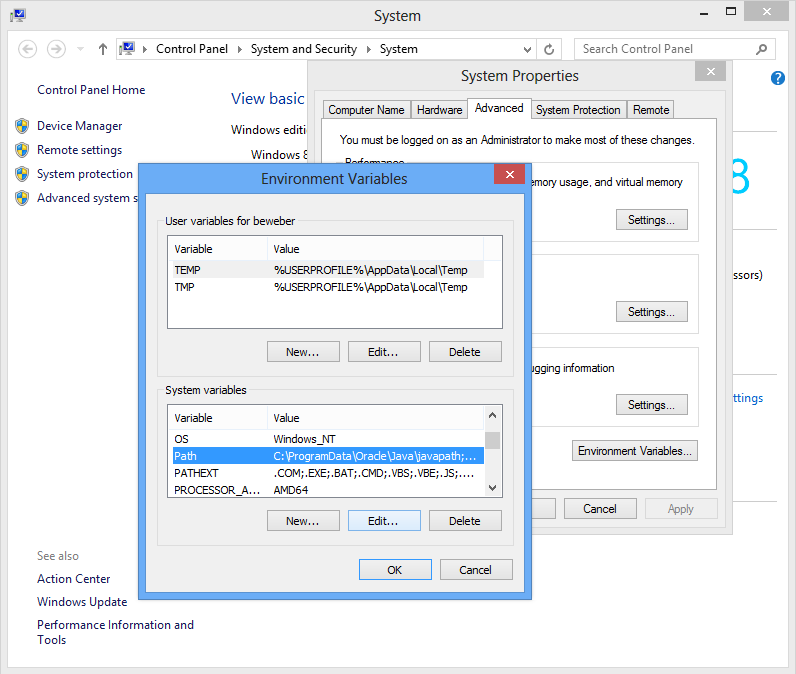 System
Control Panel
System and Security
System
Search Control Panel
System Properties
Control Panel Home
View basic
Computer Name
Hardware
Advanced
System Protection
Remote
Device Manager
Windows editi
You must be logged on as an Administrator to make most of these changes.
Remote settings
Windows 8
Performance
System protection
Environment Variables
emory usage, and virtual memory
8
Advanced system s
User variables for beweber
Settings...
Variable Value
TEMP %USERPROFILE%\AppData\Local\Temp
ssors)
TMP %USERPROFILE%\AppData\Local\Temp
Settings...
New...
Edit...
Delete
ugging information
System variables
ttings
Settings...
Variable Value
OS Windows_NT
Path C:\ProgramData\Oracle\Java\javapath;...
Environment Variables...
PATHEXT .COM;.EXE;.BAT;.CMD;.VBS;.VBE;.JS;....
PROCESSOR_A... AMD64
Cancel
Apply
New...
Edit...
Delete
See also
OK
Cancel
Action Center
Windows Update
Performance Information and
Tools